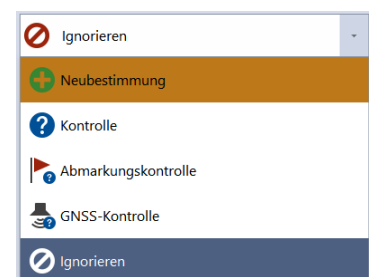 Ignorieren
Neubestimmung
Kontrolle
Abmarkungskontrolle
GNSS-Kontrolle
Ignorieren